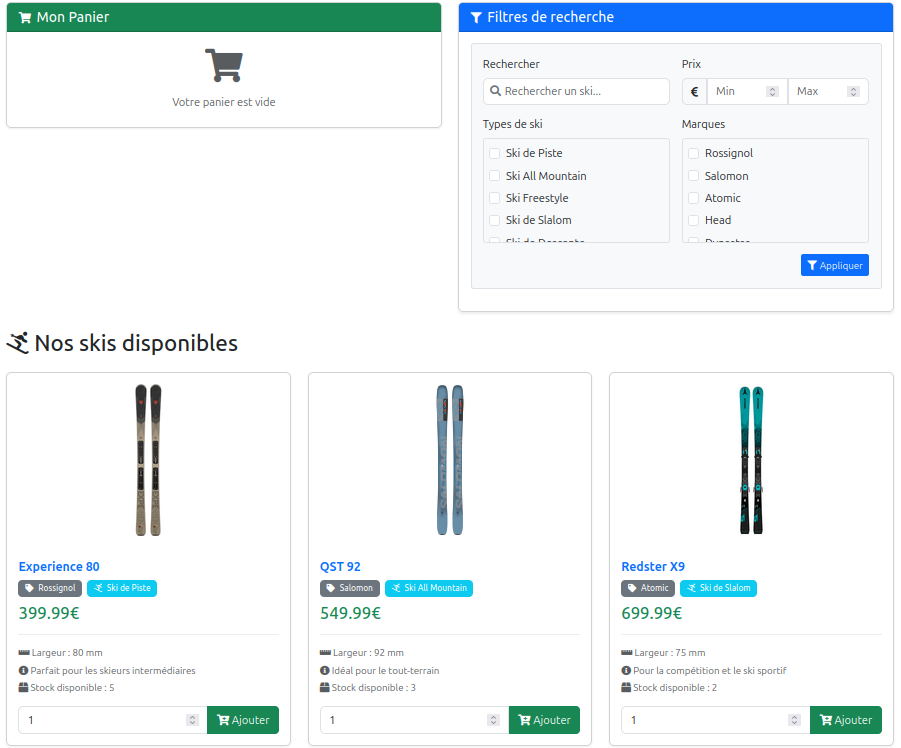 Mon Panier
Votre panier est vide
Filtres de recherche
Rechercher
Prix
Rechercher un ski...
€ Min Max
Types de ski
Marques
Ski de Piste
Ski All Mountain
Ski Freestyle
Ski de Slalom
Rossignol
Salomon
Atomic
Head
Appliquer
Nos skis disponibles
Experience 80
Rossignol Ski de Piste
399.99€
Largeur : 80 mm
Parfait pour les skieurs intermédiaires
Stock disponible : 5
1 Ajouter
SALOMON
QST 92
Salomon Ski All Mountain
549.99€
Largeur : 92 mm
Idéal pour le tout-terrain
Stock disponible : 3
1 Ajouter
Redster X9
Atomic Ski de Slalom
699.99€
Largeur : 75 mm
Pour la compétition et le ski sportif
Stock disponible : 2
1 Ajouter